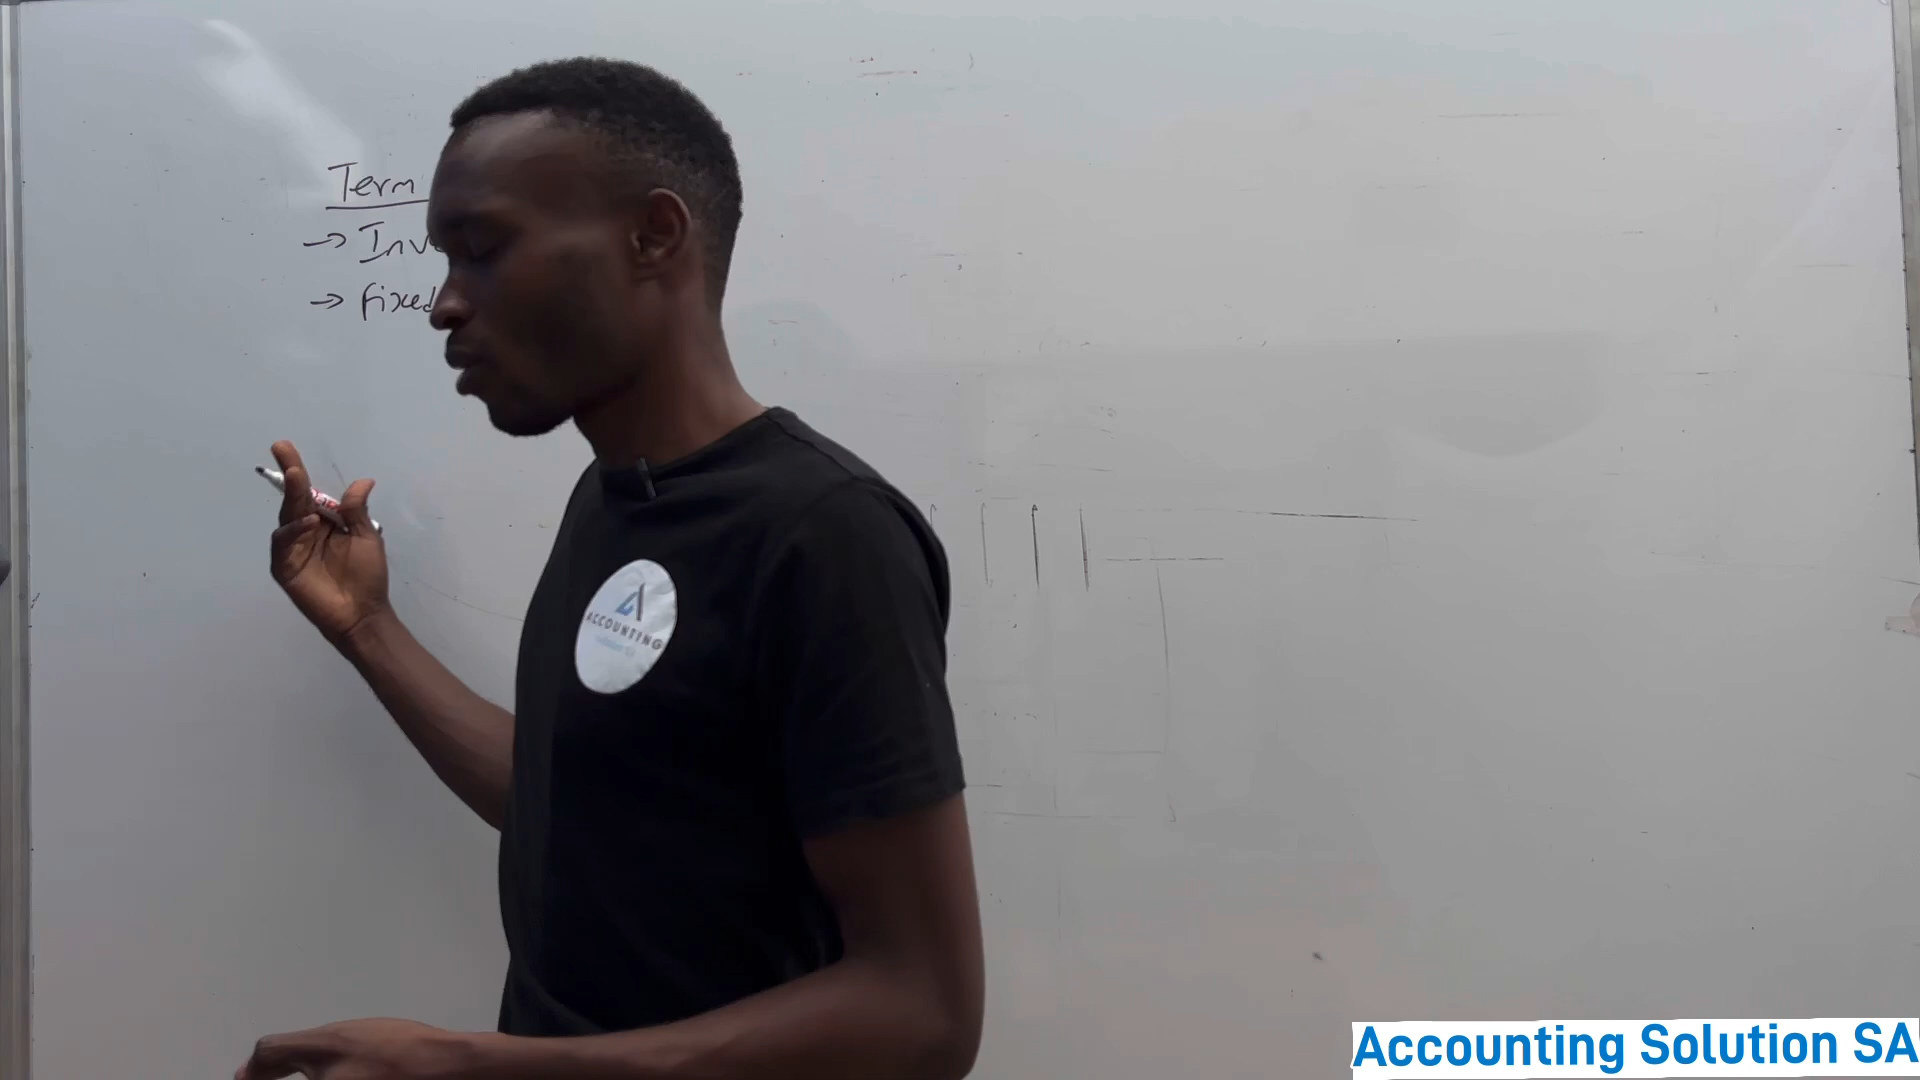 Term
→ Inv
→ fixed
A
ACCOUNTING
Accounting Solution SA